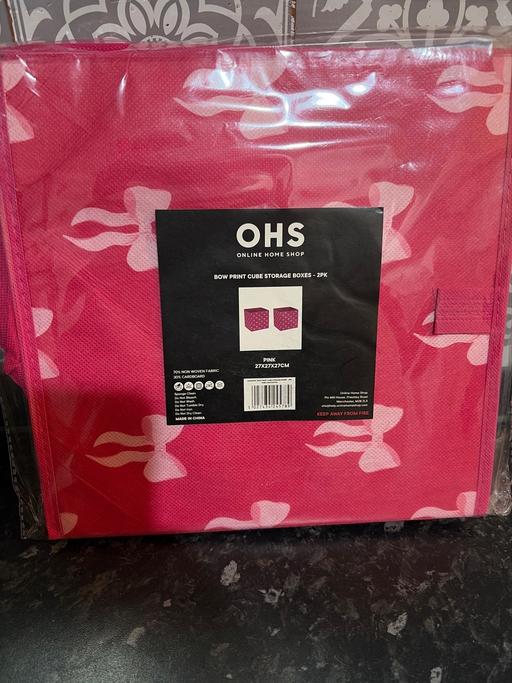 OHS
ONLINE HOME SHOP
BOW PRINT CUBE STORAGE BOXES - 2PK
PINK
27X27X27CM
70% NON WOVEN FABRIC
30% CARDBOARD
Sponge Clean
Do Not Bleach
Do Not Wash
Do Not Tumble Dry
Do Not Iron
Do Not Dry Clean
MADE IN CHINA
Online Home Shop
Manchester,
KEEP AWAY FROM FIRE